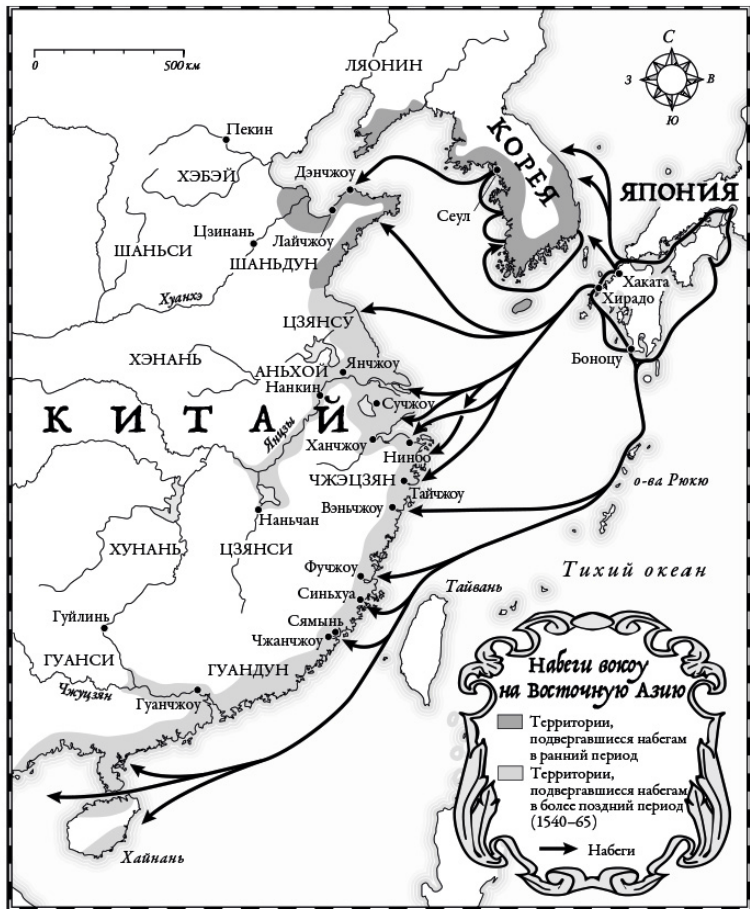 0 500 км
С
З В
Ю
ЛЯОНИН
Пекин
ХЭБЭЙ
КОРЕЯ
Дэнчжоу
ЯПОНИЯ
Сеул
Цзинань
Лайчжоу
ШАНЬСИ
ШАНЬДУН
Хаката
Хирадо
Хуанхэ
ЦЗЯНСУ
ХЭНАНЬ
АНЬХОЙ
Янчжоу
Боноцу
Нанкин
КИТАЙ
Сучжоу
Янцзы
Ханчжоу
Нинбо
ЧЖЭЦЗЯН
Тайчжоу
о-ва Рюкю
Вэньчжоу
Наньчан
ХУНАНЬ
ЦЗЯНСИ
Фучжоу
Тихий океан
Синьхуа
Тайвань
Гуйлинь
Сямынь
Чжанчжоу
ГУАНСИ
ГУАНДУН
Чжуцзян
Гуанчжоу
Хайнань
Набеги вокоу
на Восточную Азию
Территории,
подвергавшиеся набегам
в ранний период
Территории,
подвергавшиеся набегам
в более поздний период
(1540–65)
Набеги